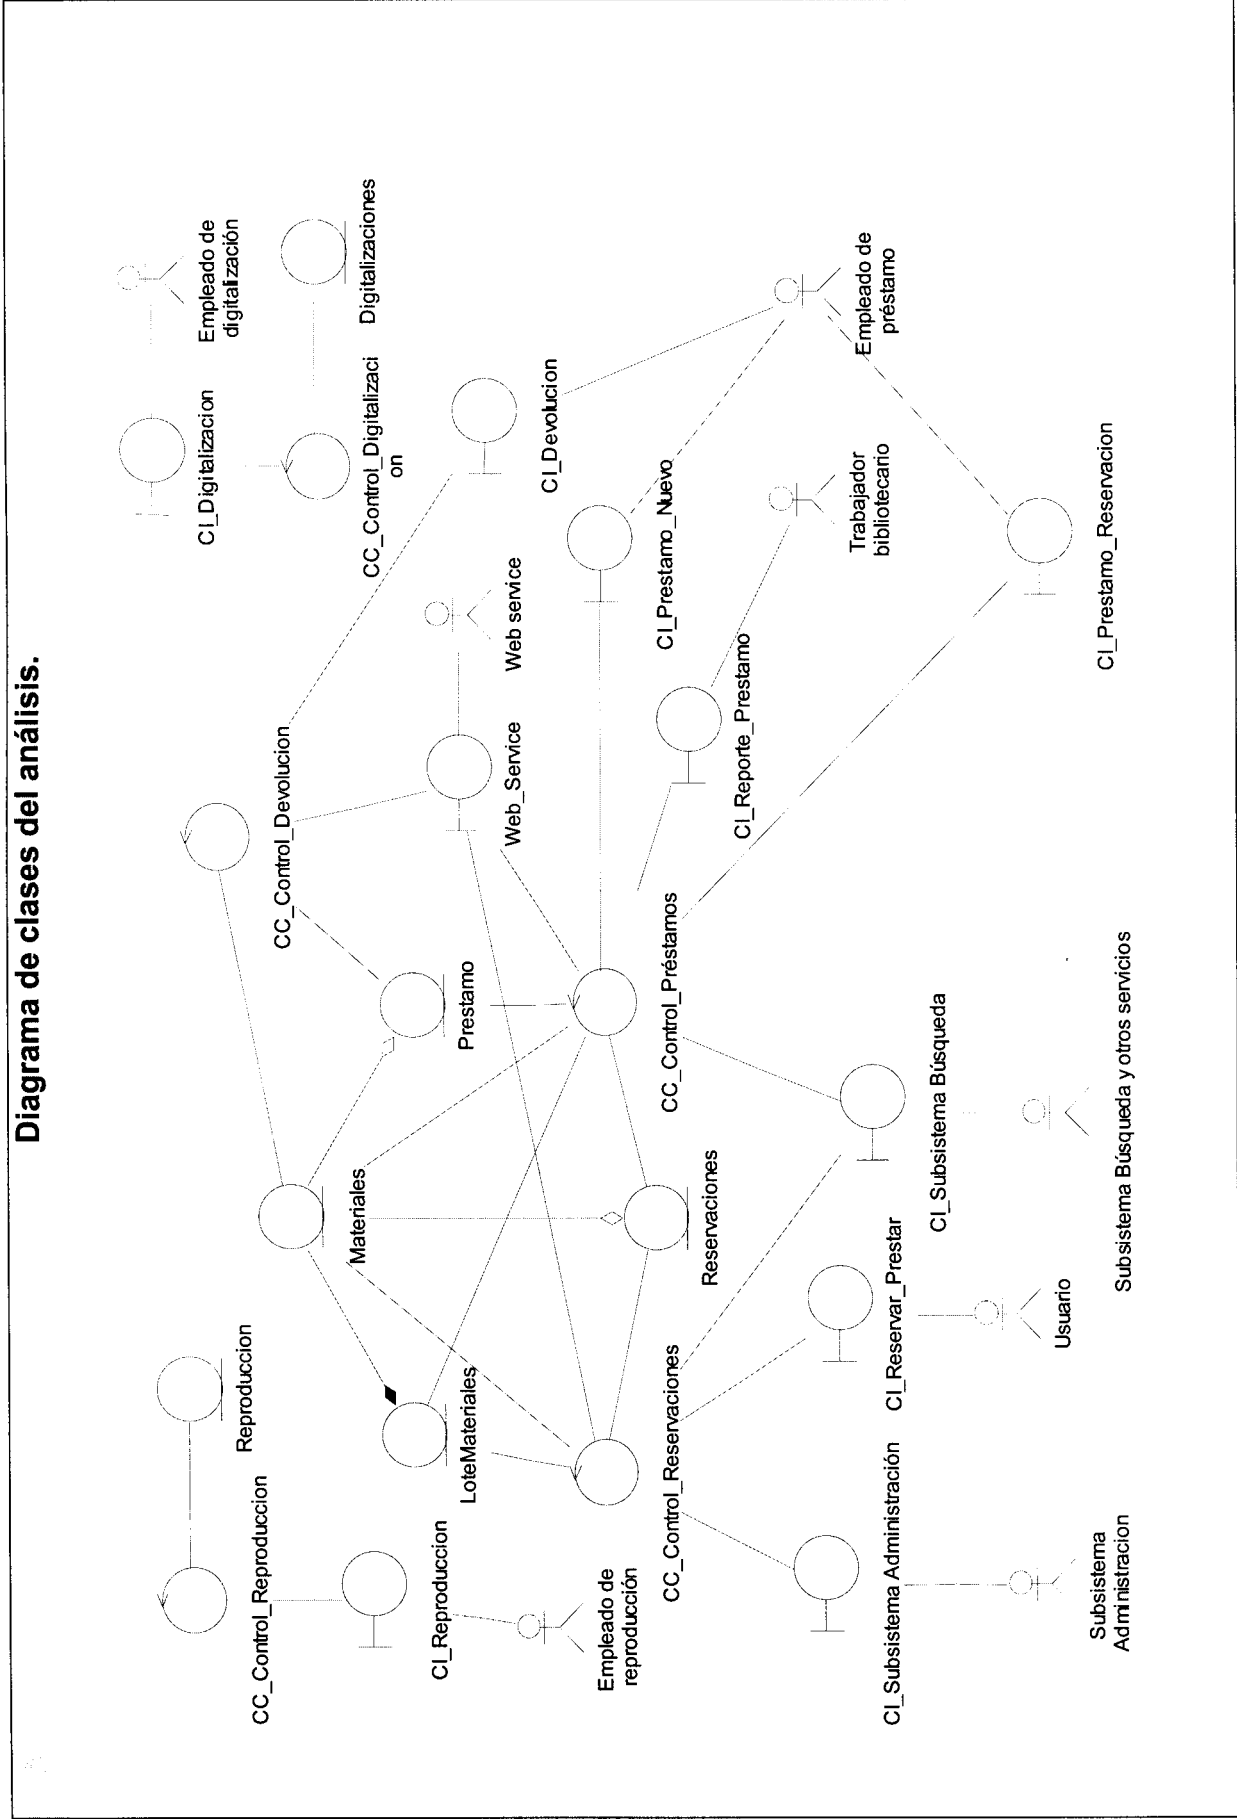 Diagrama de clases del análisis.
CI_Digitalizacion
Empleado de
digitalización
Reproduccion
CC_Control_Reproduccion
CC_Control_Devolucion
Materiales
CC_Control_Digitalizaci
on
Digitalizaciones
CI_Reproduccion
LoteMateriales
Prestamo
Web_Service
Web service
CI_Devolucion
Empleado de
reproducción
CC_Control_Reservaciones
Reservaciones
CC_Control_Préstamos
CI_Prestamo_Nuevo
CI_Reporte_Prestamo
Trabajador
bibliotecario
Empleado de
préstamo
CI_Subsistema Administración
CI_Reservar_Prestar
CI_Subsistema Búsqueda
Usuario
Subsistema
Administracion
Subsistema Búsqueda y otros servicios
CI_Prestamo_Reservacion